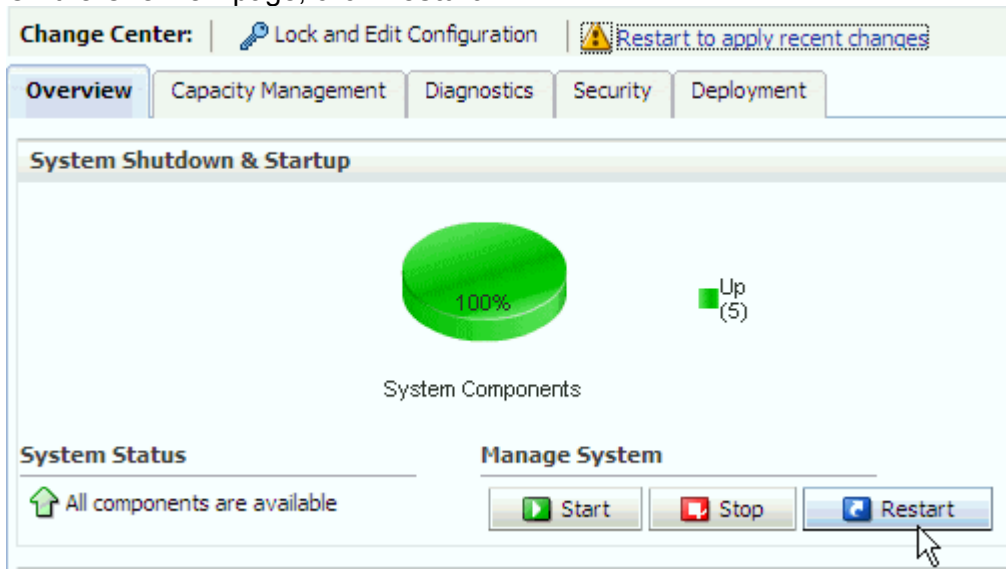 Change Center: Lock and Edit Configuration Restart to apply recent changes
Overview Capacity Management Diagnostics Security Deployment
System Shutdown & Startup
100%
Up
(5)
System Components
System Status Manage System
All components are available Start Stop Restart